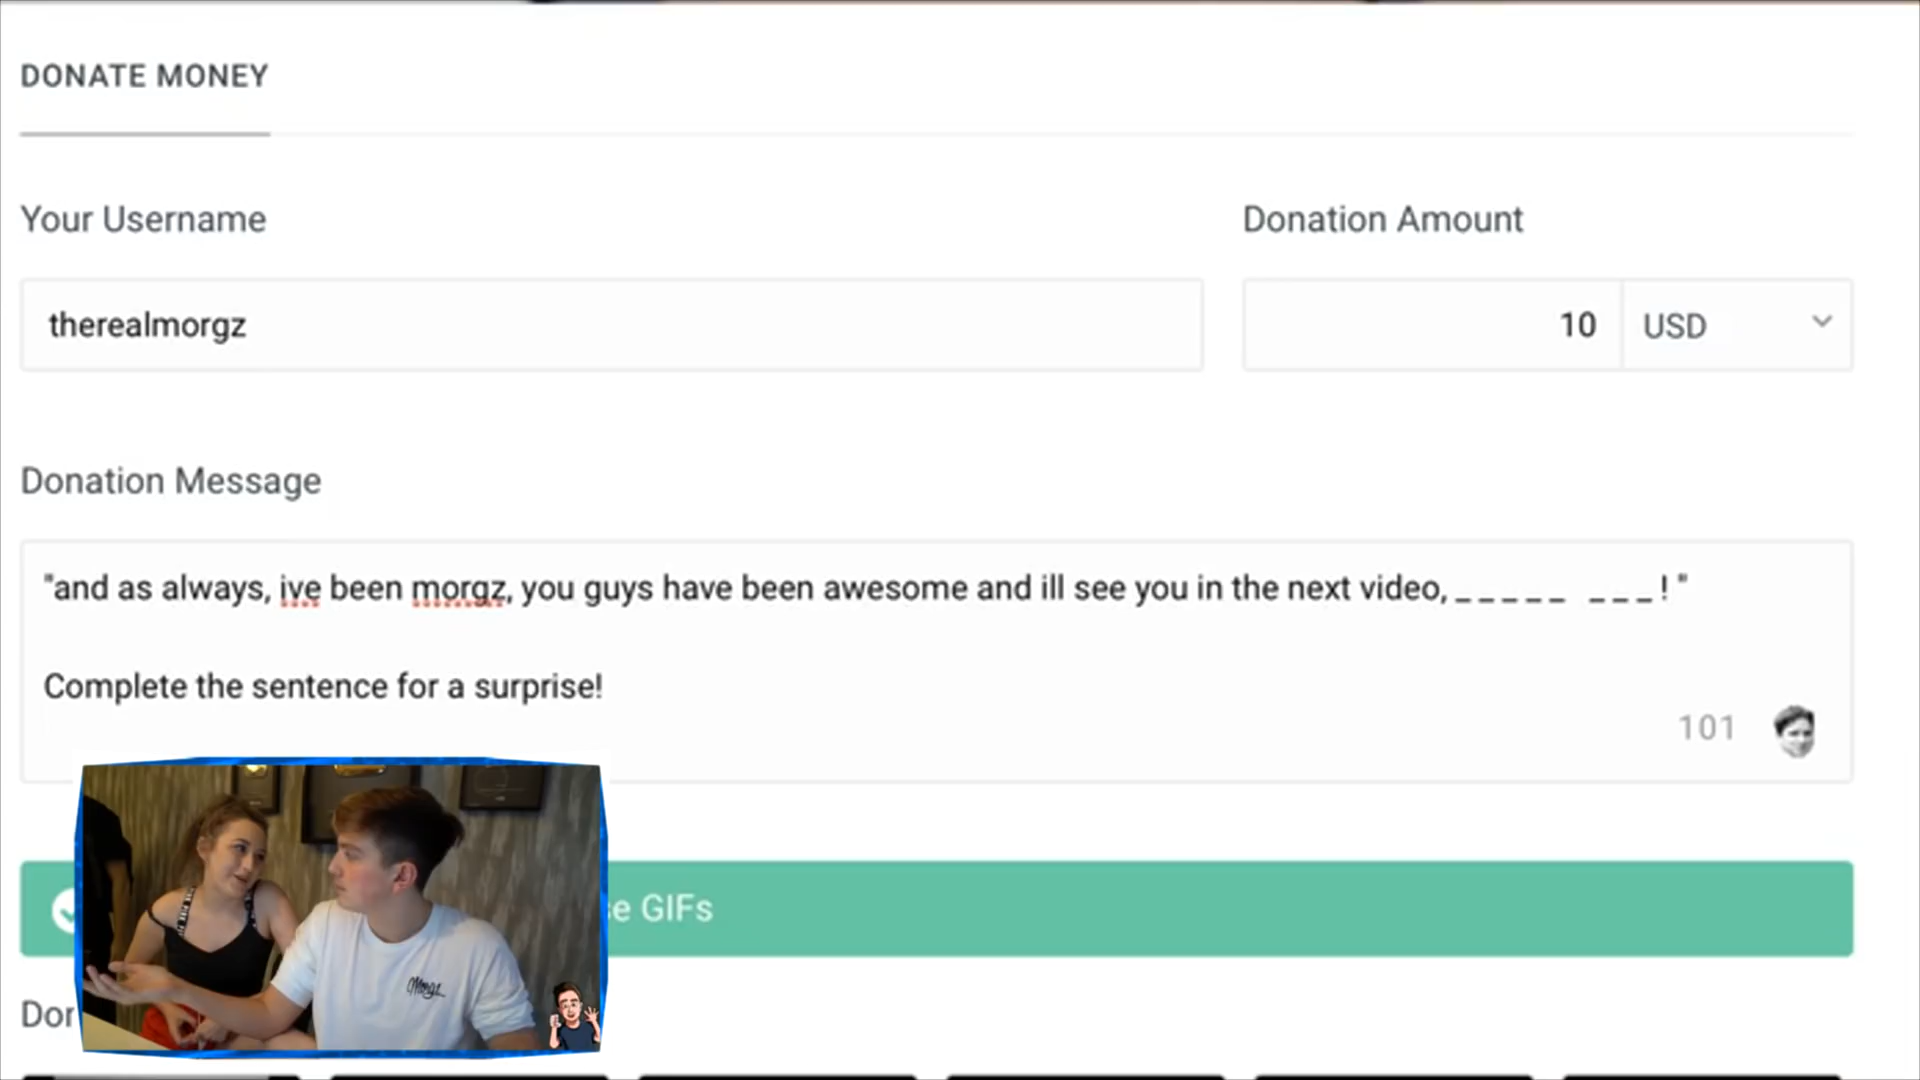 DONATE MONEY
Your Username
Donation Amount
therealmorgz
10
USD
Donation Message
"and as always, ive been morgz, you guys have been awesome and ill see you in the next video, _ _ _ _ _  _ _ _ ! "
Complete the sentence for a surprise!
101
GIFs
Morgz